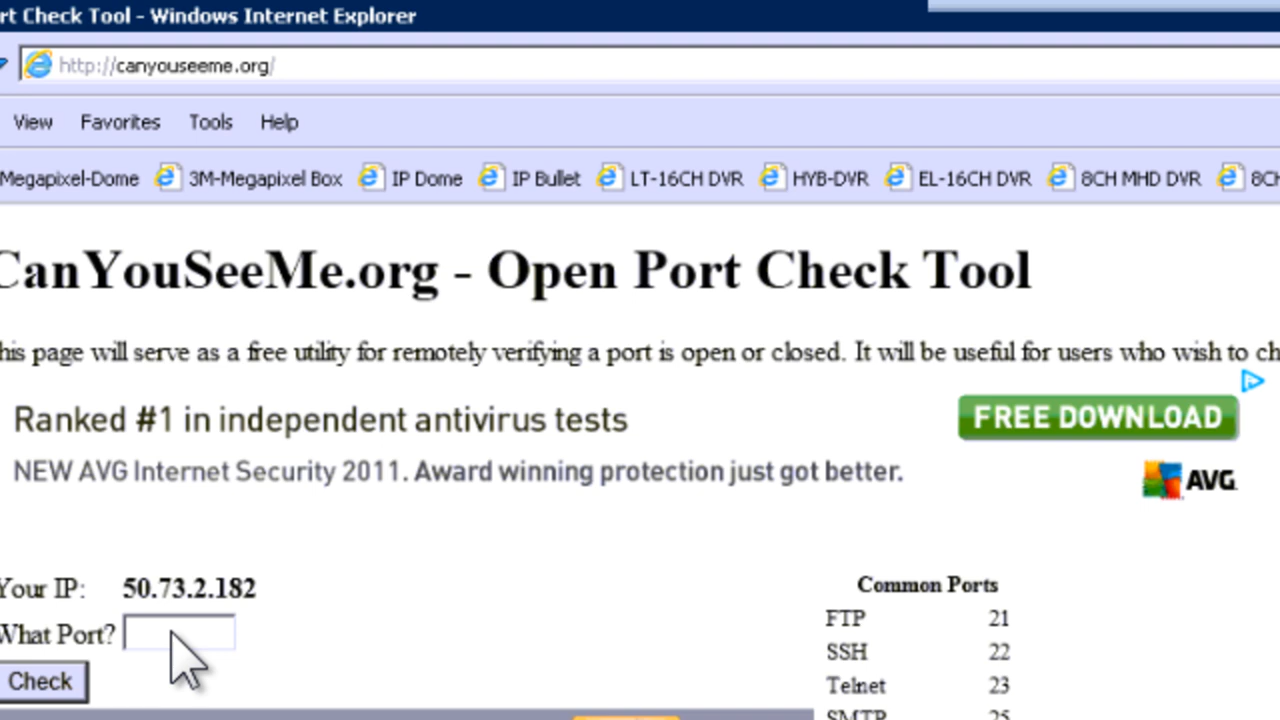 rt Check Tool - Windows Internet Explorer
http://canyouseeme.org/
View Favorites Tools Help
Megapixel-Dome 3M-Megapixel Box IP Dome IP Bullet LT-16CH DVR HYB-DVR EL-16CH DVR 8CH MHD DVR 8CH
CanYouSeeMe.org - Open Port Check Tool
his page will serve as a free utility for remotely verifying a port is open or closed. It will be useful for users who wish to ch
Ranked #1 in independent antivirus tests
FREE DOWNLOAD
NEW AVG Internet Security 2011. Award winning protection just got better.
AVG
Your IP: 50.73.2.182
What Port?
Check
Common Ports
FTP 21
SSH 22
Telnet 23
SMTP 25